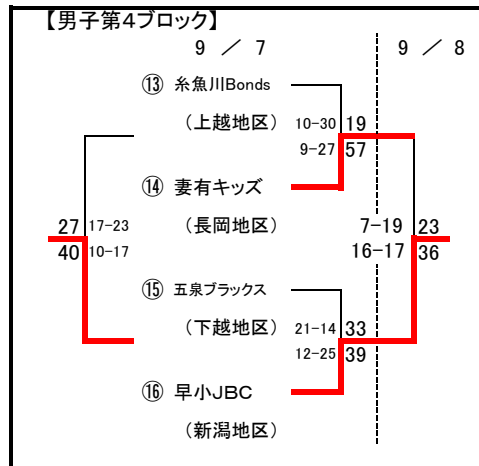 【男子第4ブロック】
9 ／ 7
9 ／ 8
⑬ 糸魚川Bonds
（上越地区）
10-30 19
9-27 57
⑭ 妻有キッズ
（長岡地区）
27 17-23
40 10-17
7-19 23
16-17 36
⑮ 五泉ブラックス
（下越地区）
21-14 33
12-25 39
⑯ 早小JBC
（新潟地区）